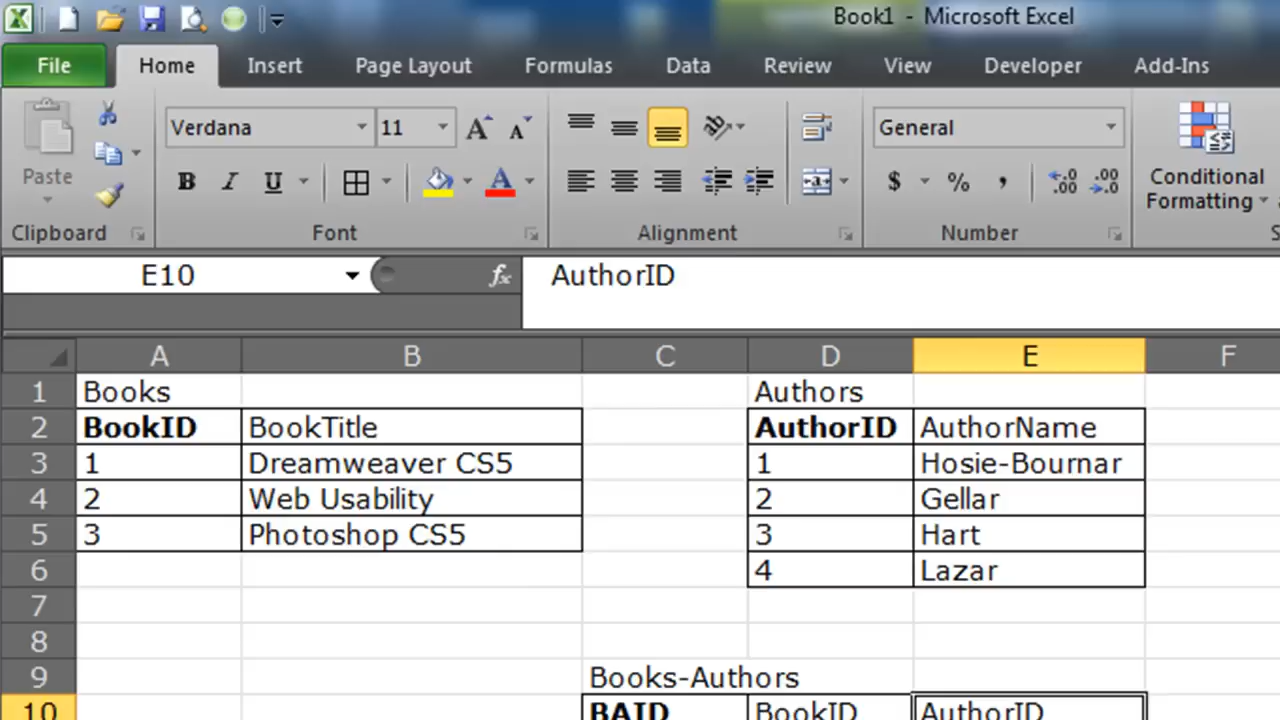 Book1 - Microsoft Excel
File Home Insert Page Layout Formulas Data Review View Developer Add-Ins
Verdana 11 General
Paste Conditional
Formatting
B I U $ % , .00 .00
Clipboard Font Alignment Number
E10 fx AuthorID
A B C D E F
1 Books Authors
2 BookID BookTitle AuthorID AuthorName
3 1 Dreamweaver CS5 1 Hosie-Bournar
4 2 Web Usability 2 Gellar
5 3 Photoshop CS5 3 Hart
6 4 Lazar
7
8
9 Books-Authors
10 BAID BookID AuthorID